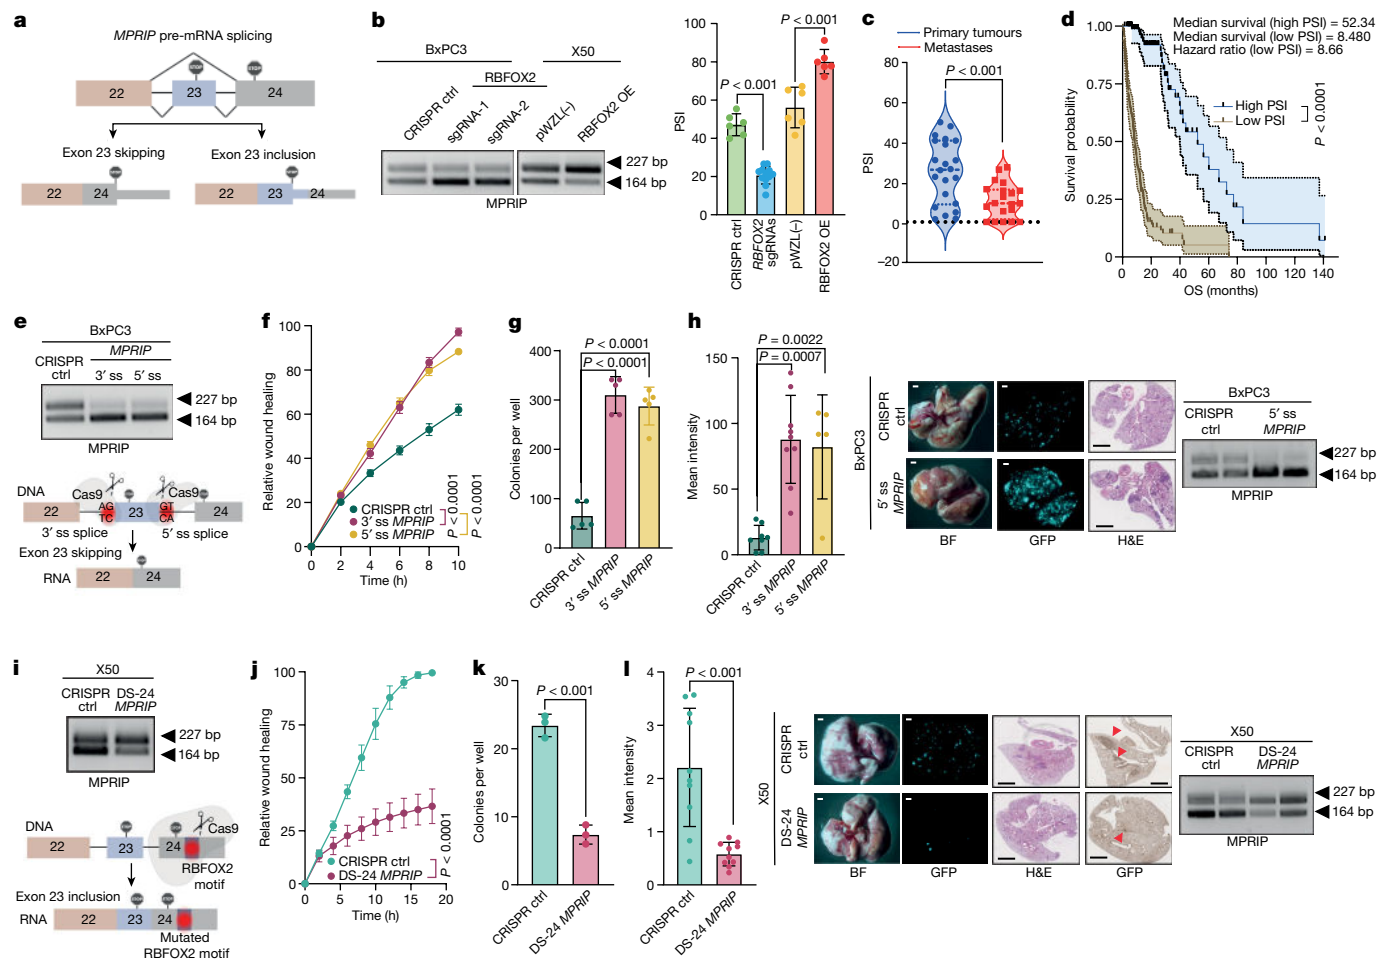 a
MPRIP pre-mRNA splicing
STOP
STOP
22
23
24
Exon 23 skipping
Exon 23 inclusion
22
24
22
23
24
b
BxPC3
X50
RBFOX2
CRISPR ctrl
sgRNA-1
sgRNA-2
pWZL(–)
RBFOX2 OE
227 bp
164 bp
MPRIP
PSI
100
80
60
40
20
0
P < 0.001
P < 0.001
CRISPR ctrl
RBFOX2
sgRNAs
pWZL(–)
RBFOX2 OE
c
Primary tumours
Metastases
P < 0.001
PSI
80
60
40
20
0
–20
d
Median survival (high PSI) = 52.34
Median survival (low PSI) = 8.480
Hazard ratio (low PSI) = 8.66
High PSI
Low PSI
P < 0.0001
Survival probability
1.00
0.75
0.50
0.25
0
0 20 40 60 80 100 120 140
OS (months)
e
BxPC3
CRISPR
ctrl
MPRIP
3′ ss 5′ ss
227 bp
164 bp
MPRIP
DNA
Cas9
Cas9
22
AG
TC
23
GT
CA
24
3′ splice
5′ splice
Exon 23 skipping
RNA
22
24
f
Relative wound healing
100
80
60
40
20
0
CRISPR ctrl
3′ ss MPRIP
5′ ss MPRIP
P < 0.0001
P < 0.0001
0 2 4 6 8 10
Time (h)
g
P < 0.0001
P < 0.0001
Colonies per well
400
300
200
100
0
CRISPR ctrl
3′ ss MPRIP
5′ ss MPRIP
h
P = 0.0022
P = 0.0007
Mean intensity
150
100
50
0
CRISPR ctrl
3′ ss MPRIP
5′ ss MPRIP
BxPC3
CRISPR
ctrl
5′ ss
MPRIP
BF
GFP
H&E
BxPC3
CRISPR
ctrl
5′ ss
MPRIP
227 bp
164 bp
MPRIP
i
X50
CRISPR
ctrl
DS-24
MPRIP
227 bp
164 bp
MPRIP
DNA
Cas9
22
23
24
RBFOX2
motif
Exon 23 inclusion
RNA
22
23
24
Mutated
RBFOX2 motif
j
Relative wound healing
100
75
50
25
0
CRISPR ctrl
DS-24 MPRIP
P < 0.0001
0 5 10 15 20
Time (h)
k
P < 0.001
Colonies per well
30
20
10
0
CRISPR ctrl
DS-24 MPRIP
l
P < 0.001
Mean intensity
4
3
2
1
0
CRISPR ctrl
DS-24 MPRIP
X50
CRISPR
ctrl
DS-24
MPRIP
BF
GFP
H&E
GFP
X50
CRISPR
ctrl
DS-24
MPRIP
227 bp
164 bp
MPRIP